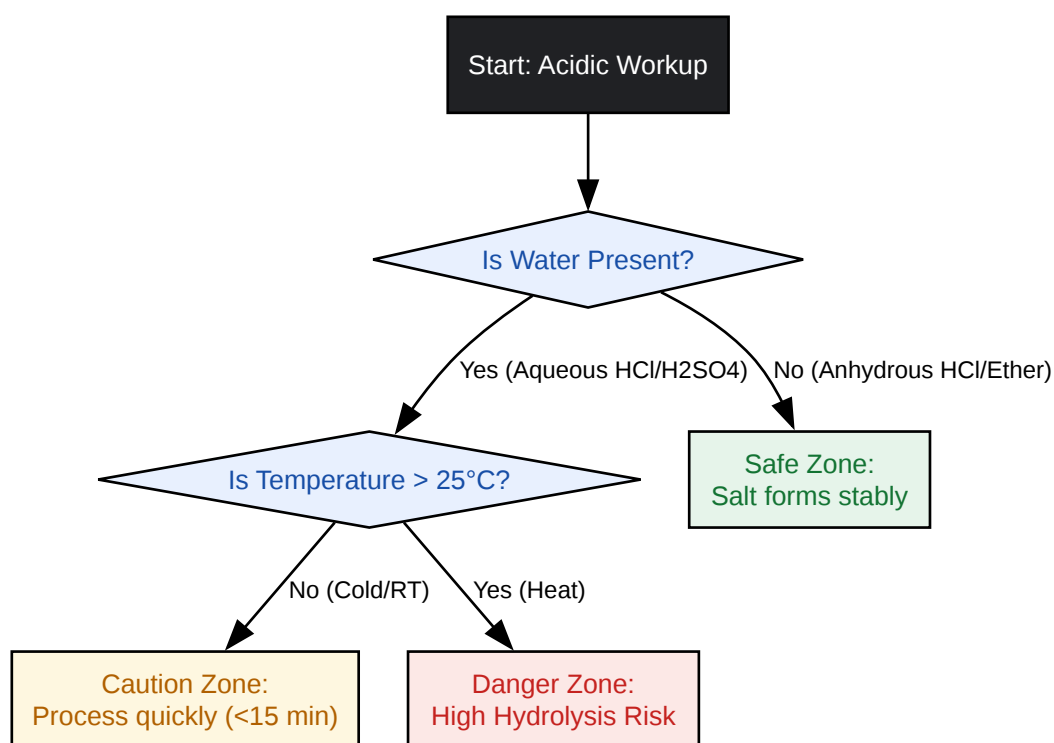 Start: Acidic Workup
Is Water Present?
Yes (Aqueous HCl/H2SO4)
No (Anhydrous HCl/Ether)
Is Temperature > 25°C?
Safe Zone:
Salt forms stably
No (Cold/RT)
Yes (Heat)
Caution Zone:
Process quickly (<15 min)
Danger Zone:
High Hydrolysis Risk